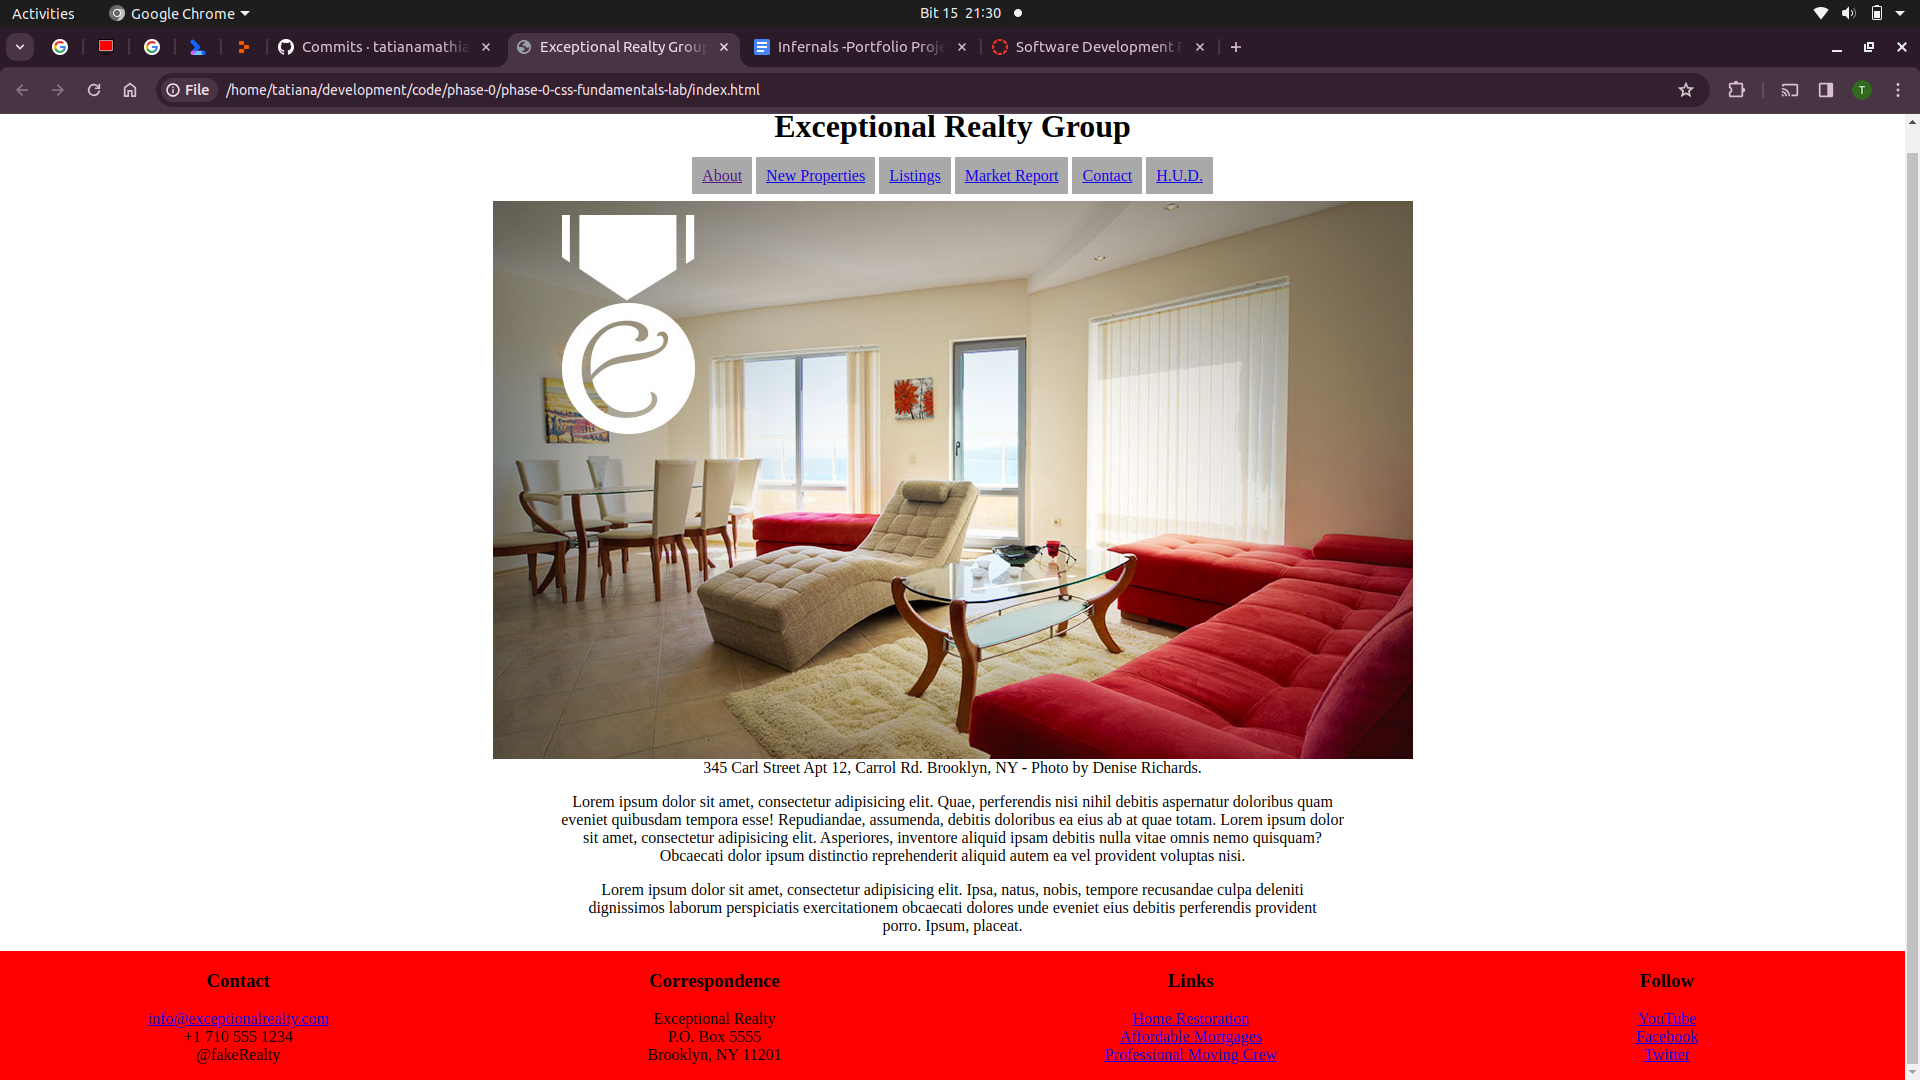 Activities
Google Chrome
Bit 15 21:30
Commits · tatianamathia
Exceptional Realty Group
Infernals -Portfolio Proje
Software Development F
File
/home/tatiana/development/code/phase-0/phase-0-css-fundamentals-lab/index.html
T
Exceptional Realty Group
About
New Properties
Listings
Market Report
Contact
H.U.D.
345 Carl Street Apt 12, Carrol Rd. Brooklyn, NY - Photo by Denise Richards.
Lorem ipsum dolor sit amet, consectetur adipisicing elit. Quae, perferendis nisi nihil debitis aspernatur doloribus quam
eveniet quibusdam tempora esse! Repudiandae, assumenda, debitis doloribus ea eius ab at quae totam. Lorem ipsum dolor
sit amet, consectetur adipisicing elit. Asperiores, inventore aliquid ipsam debitis nulla vitae omnis nemo quisquam?
Obcaecati dolor ipsum distinctio reprehenderit aliquid autem ea vel provident voluptas nisi.
Lorem ipsum dolor sit amet, consectetur adipisicing elit. Ipsa, natus, nobis, tempore recusandae culpa deleniti
dignissimos laborum perspiciatis exercitationem obcaecati dolores unde eveniet eius debitis perferendis provident
porro. Ipsum, placeat.
Contact
info@exceptionalrealty.com
+1 710 555 1234
@fakeRealty
Correspondence
Exceptional Realty
P.O. Box 5555
Brooklyn, NY 11201
Links
Home Restoration
Affordable Mortgages
Professional Moving Crew
Follow
YouTube
Facebook
Twitter